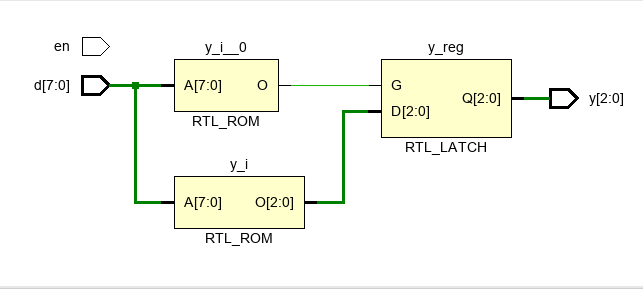 en
d[7:0]
y_i__0
A[7:0] O
RTL_ROM
y_reg
G
D[2:0]
Q[2:0]
RTL_LATCH
y[2:0]
y_i
A[7:0] O[2:0]
RTL_ROM